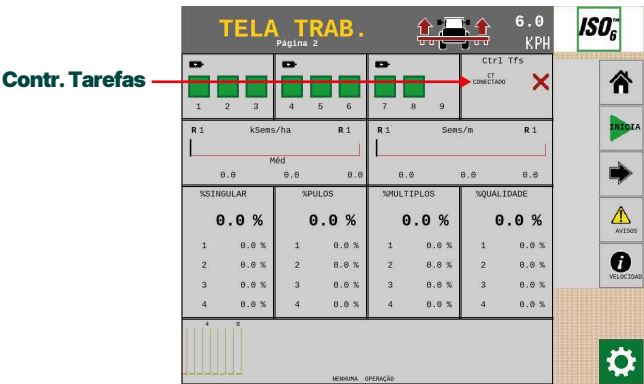 TELA TRAB.
Página 2
6.0
KPH
ISO™6
Contr. Tarefas
Ctrl Tfs
CT
CONECTADO
1 2 3 4 5 6 7 8 9
R 1 kSems/ha R 1
Méd
0.0 0.0 0.0
R 1 Sems/m R 1
0.0 0.0 0.0
%SINGULAR %PULOS %MÚLTIPLOS %QUALIDADE
0.0 % 0.0 % 0.0 % 0.0 %
1 0.0 % 1 0.0 % 1 0.0 % 1 0.0 %
2 0.0 % 2 0.0 % 2 0.0 % 2 0.0 %
3 0.0 % 3 0.0 % 3 0.0 % 3 0.0 %
4 0.0 % 4 0.0 % 4 0.0 % 4 0.0 %
4 8
NENHUMA OPERAÇÃO
INICIA
AVISOS
i
VELOCIDAD